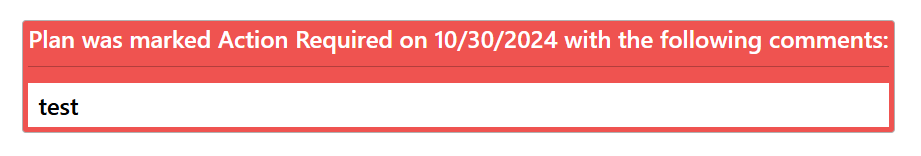 Plan was marked Action Required on 10/30/2024 with the following comments:
test